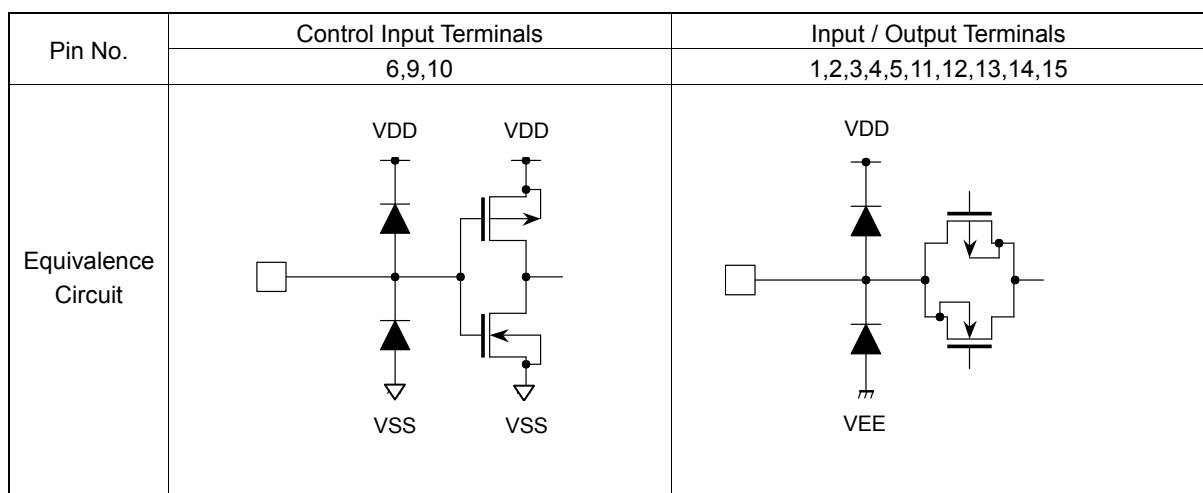 Pin No.
Control Input Terminals
Input / Output Terminals
6,9,10
1,2,3,4,5,11,12,13,14,15
Equivalence
Circuit
VDD
VDD
VSS
VSS
VDD
VEE